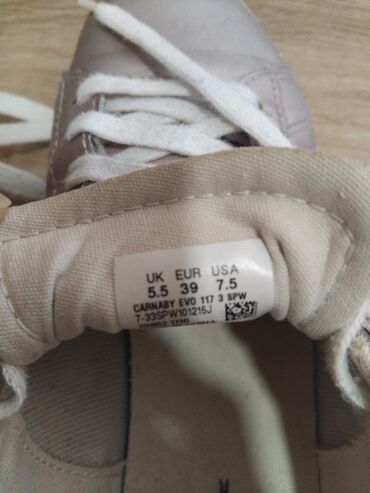 UK EUR USA
5.5 39 7.5
CARNABY EVO 117 3 SPW
7-33SPW101215J